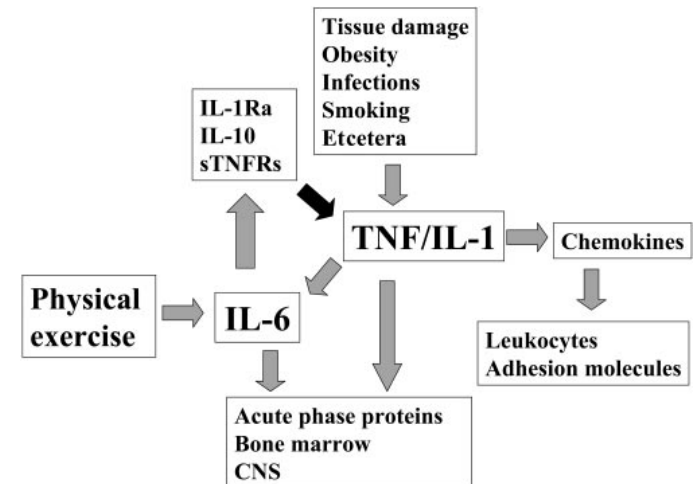 Tissue damage
Obesity
Infections
Smoking
Etcetera
IL-1Ra
IL-10
sTNFRs
TNF/IL-1
Chemokines
Physical
exercise
IL-6
Leukocytes
Adhesion molecules
Acute phase proteins
Bone marrow
CNS